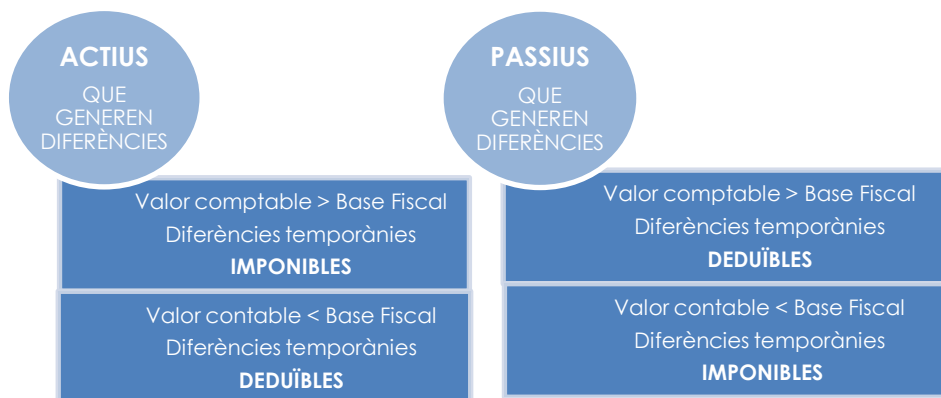 ACTIUS
QUE
GENEREN
DIFERÈNCIES
Valor comptable > Base Fiscal
Diferències temporànies
IMPONIBLES
Valor contable < Base Fiscal
Diferències temporànies
DEDUÏBLES
PASSIUS
QUE
GENEREN
DIFERÈNCIES
Valor comptable > Base Fiscal
Diferències temporànies
DEDUÏBLES
Valor contable < Base Fiscal
Diferències temporànies
IMPONIBLES